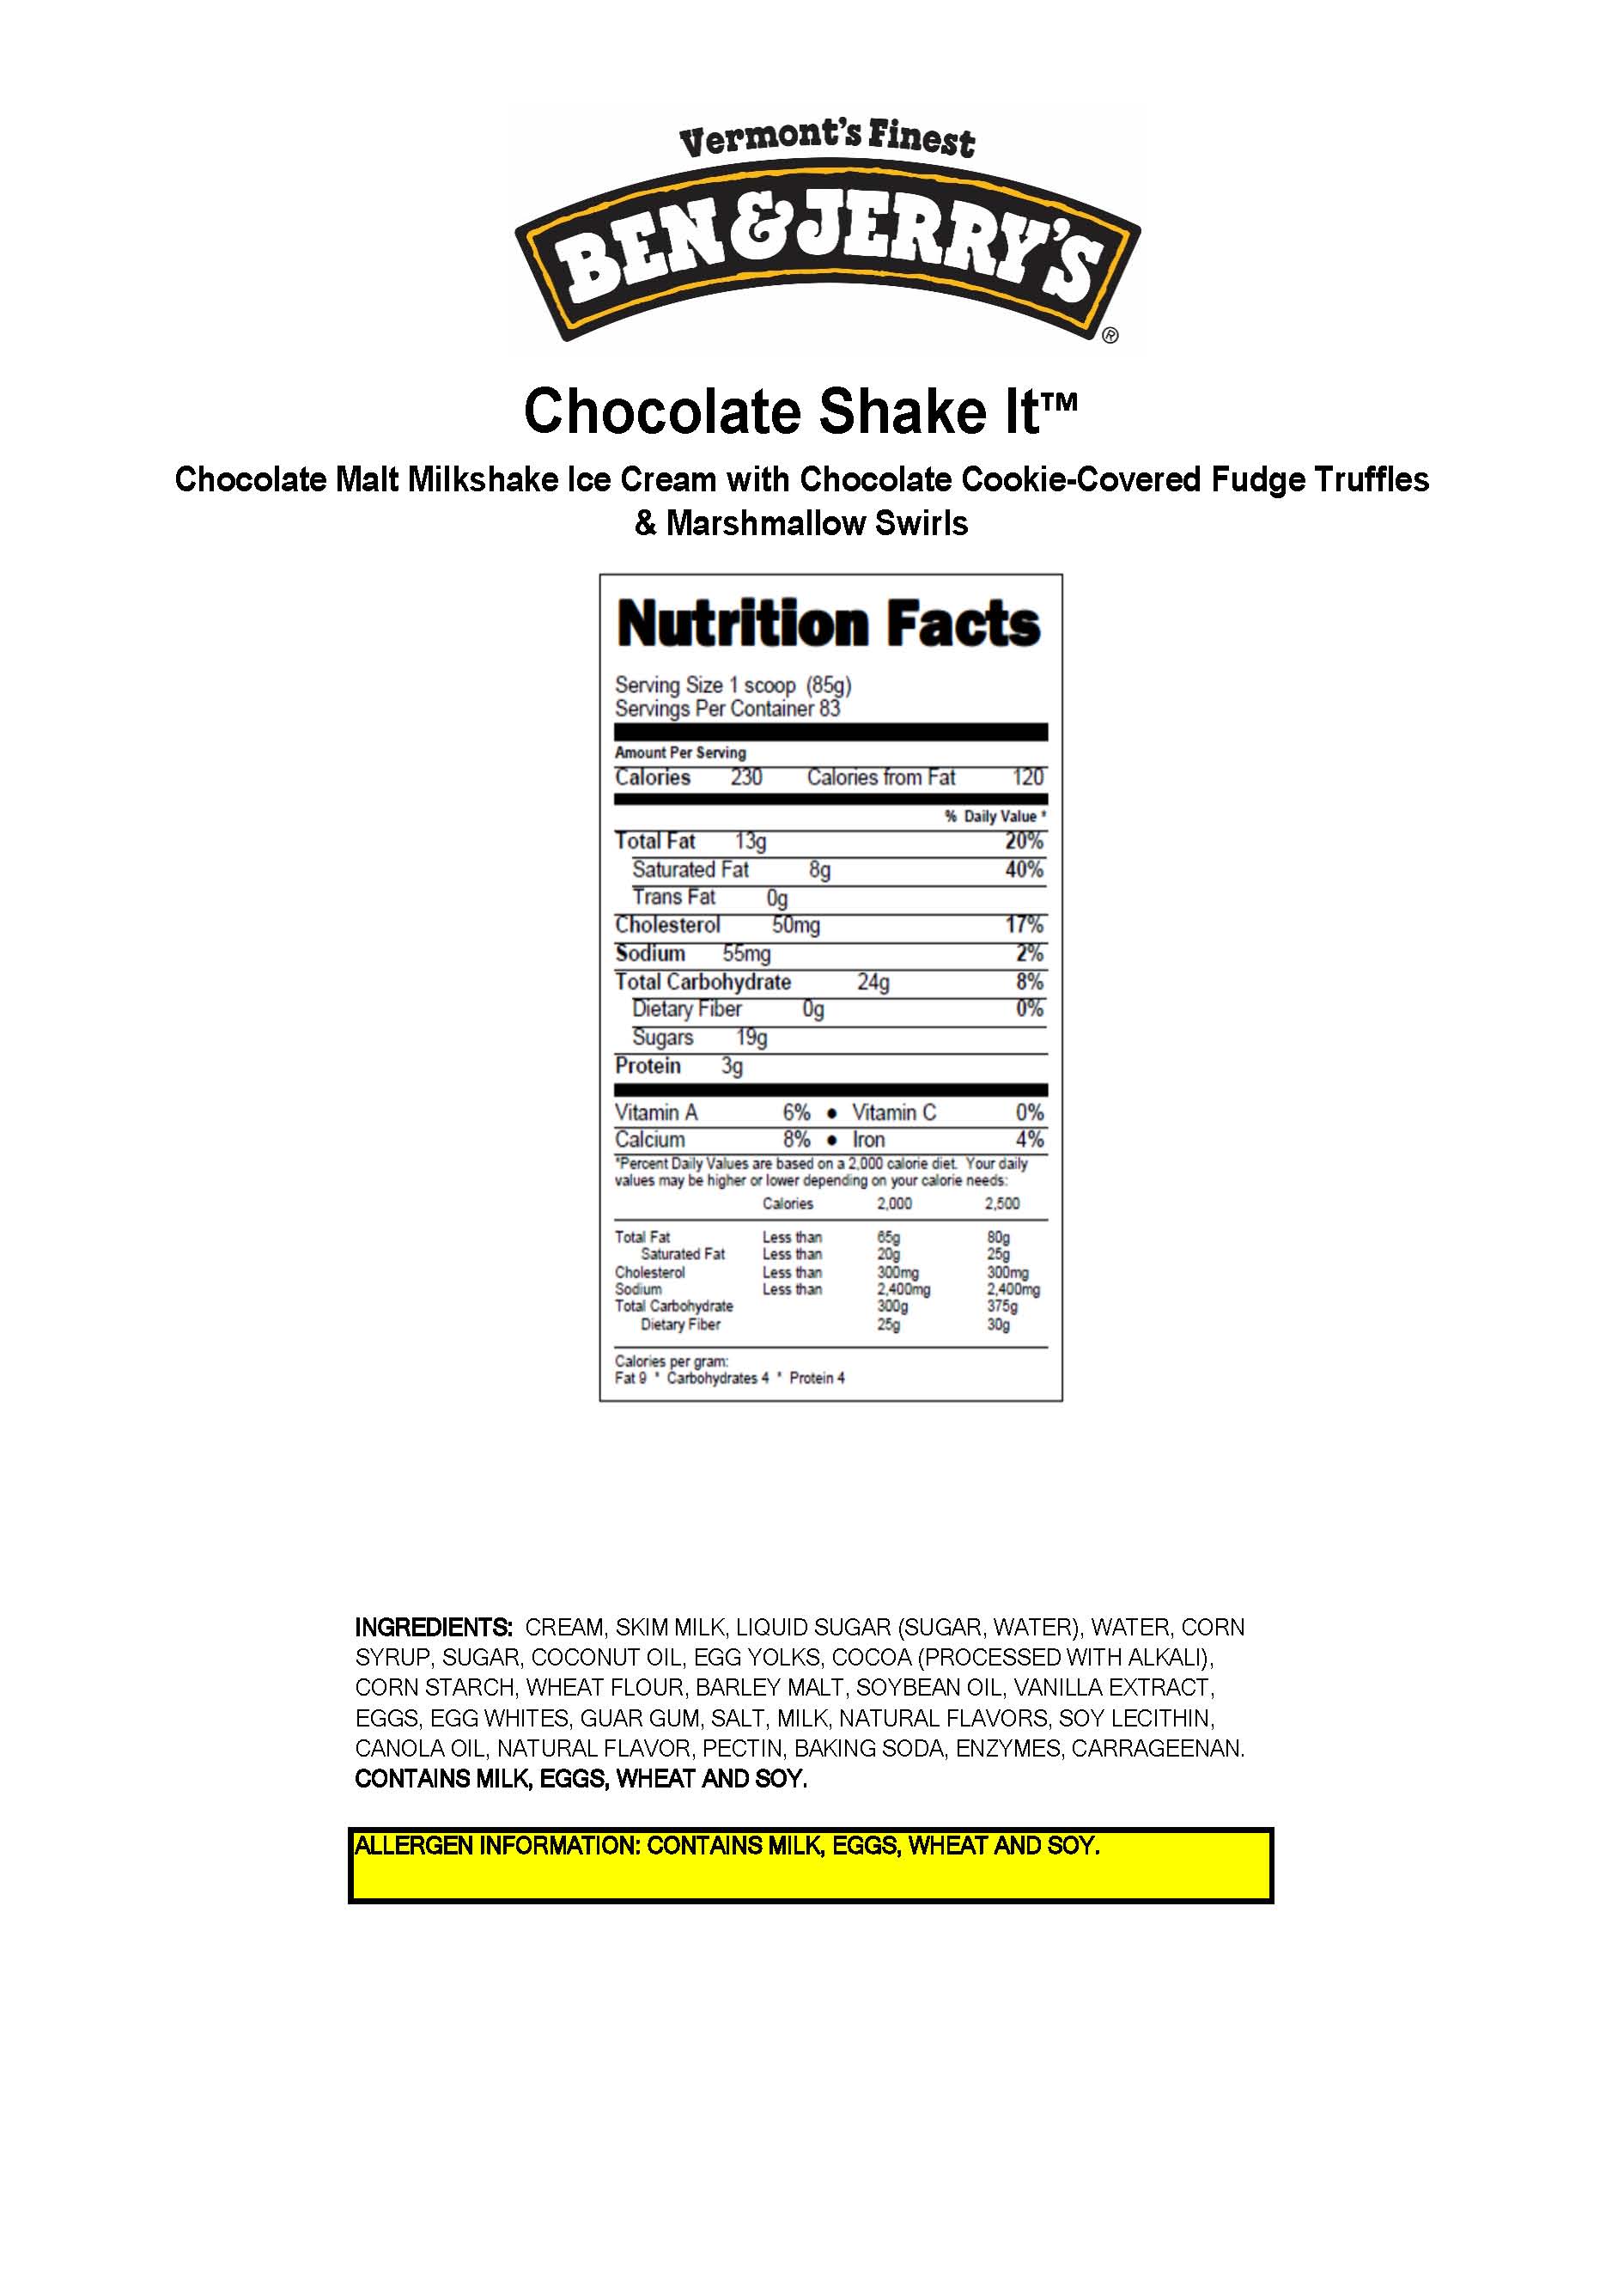 Vermont's Finest
BEN & JERRY'S
®
Chocolate Shake It™
Chocolate Malt Milkshake Ice Cream with Chocolate Cookie-Covered Fudge Truffles
& Marshmallow Swirls
Nutrition Facts
Serving Size 1 scoop (85g)
Servings Per Container 83
Amount Per Serving
Calories 230 Calories from Fat 120
% Daily Value *
Total Fat 13g 20%
Saturated Fat 8g 40%
Trans Fat 0g
Cholesterol 50mg 17%
Sodium 55mg 2%
Total Carbohydrate 24g 8%
Dietary Fiber 0g 0%
Sugars 19g
Protein 3g
Vitamin A 6% ● Vitamin C 0%
Calcium 8% ● Iron 4%
*Percent Daily Values are based on a 2,000 calorie diet. Your daily
values may be higher or lower depending on your calorie needs:
Calories 2,000 2,500
Total Fat Less than 65g 80g
Saturated Fat Less than 20g 25g
Cholesterol Less than 300mg 300mg
Sodium Less than 2,400mg 2,400mg
Total Carbohydrate 300g 375g
Dietary Fiber 25g 30g
Calories per gram:
Fat 9 * Carbohydrates 4 * Protein 4
INGREDIENTS: CREAM, SKIM MILK, LIQUID SUGAR (SUGAR, WATER), WATER, CORN
SYRUP, SUGAR, COCONUT OIL, EGG YOLKS, COCOA (PROCESSED WITH ALKALI),
CORN STARCH, WHEAT FLOUR, BARLEY MALT, SOYBEAN OIL, VANILLA EXTRACT,
EGGS, EGG WHITES, GUAR GUM, SALT, MILK, NATURAL FLAVORS, SOY LECITHIN,
CANOLA OIL, NATURAL FLAVOR, PECTIN, BAKING SODA, ENZYMES, CARRAGEENAN.
CONTAINS MILK, EGGS, WHEAT AND SOY.
ALLERGEN INFORMATION: CONTAINS MILK, EGGS, WHEAT AND SOY.